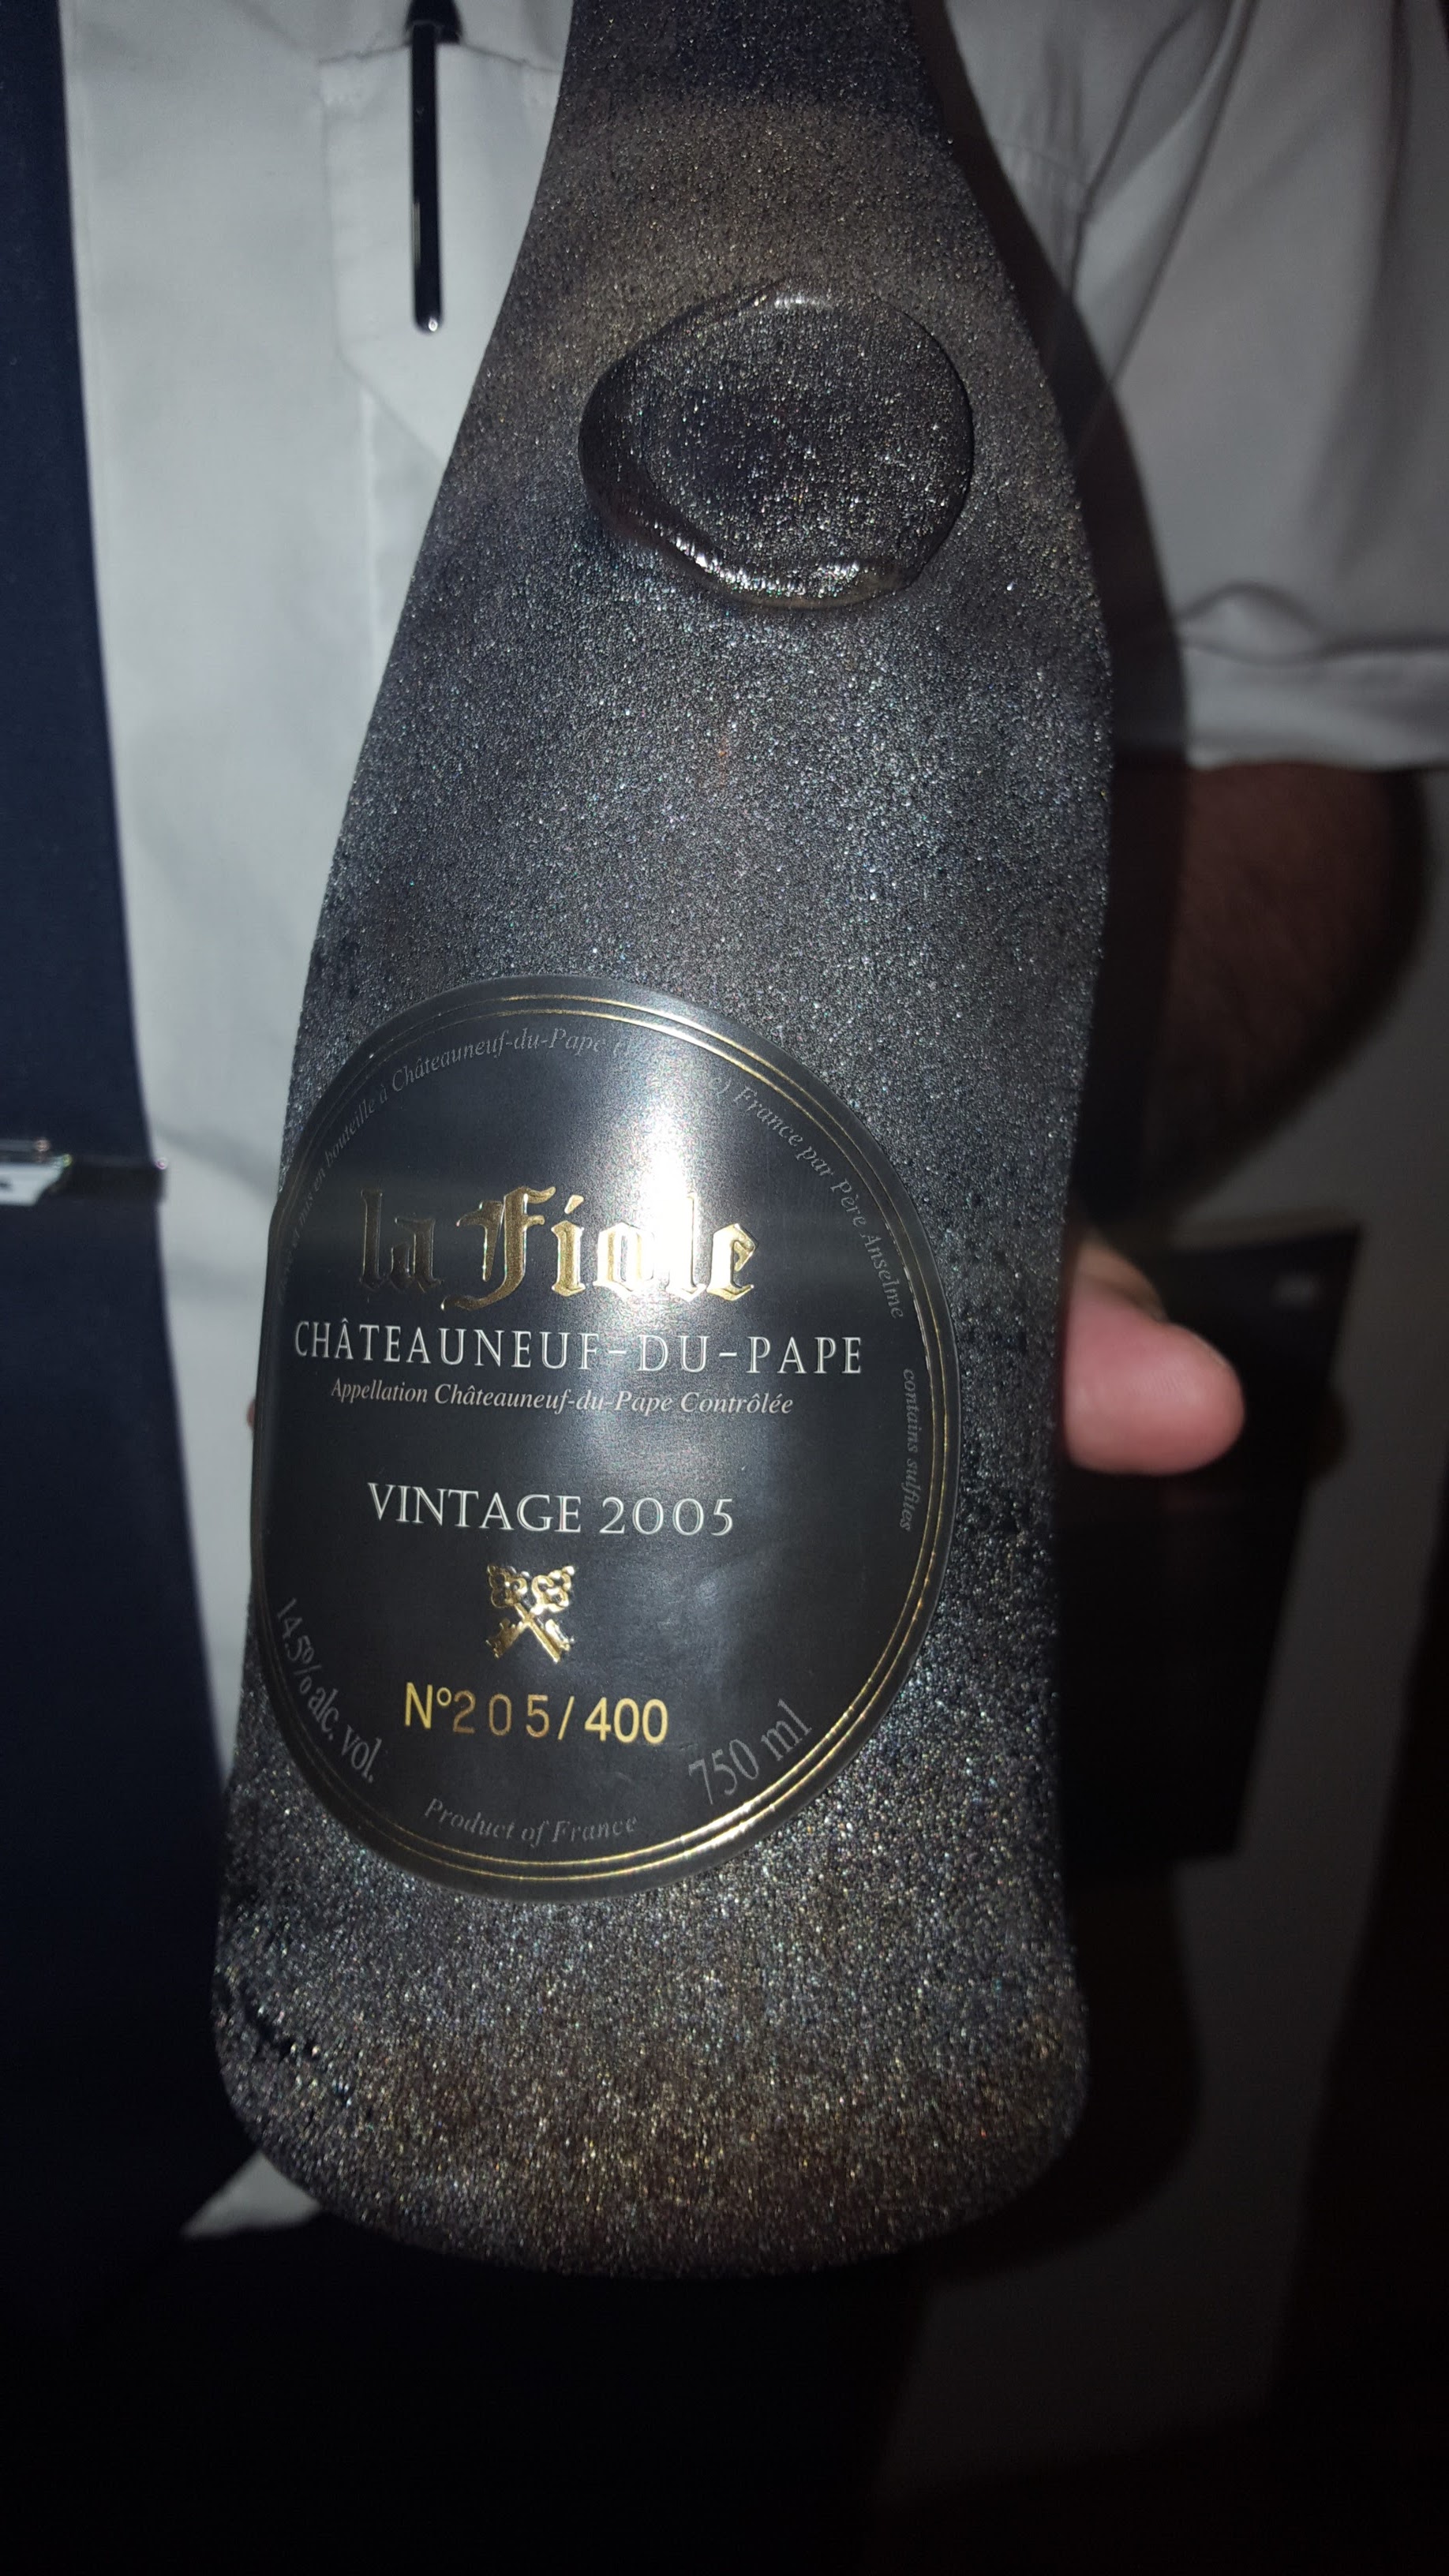 mis en bouteille à Châteauneuf-du-Pape
France par Père Anselme
la Fiole
CHÂTEAUNEUF-DU-PAPE
Appellation Châteauneuf-du-Pape Contrôlée
contains sulfites
VINTAGE 2005
N°205/400
14.5% alc. vol.
750 ml
Product of France